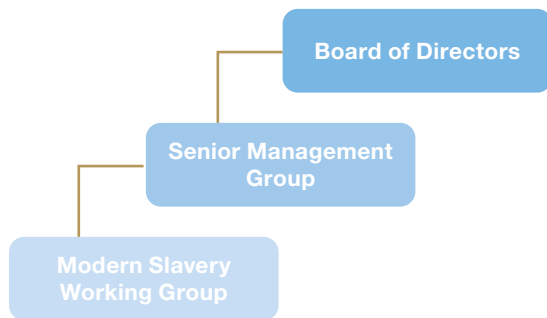 Board of Directors
Senior Management
Group
Modern Slavery
Working Group